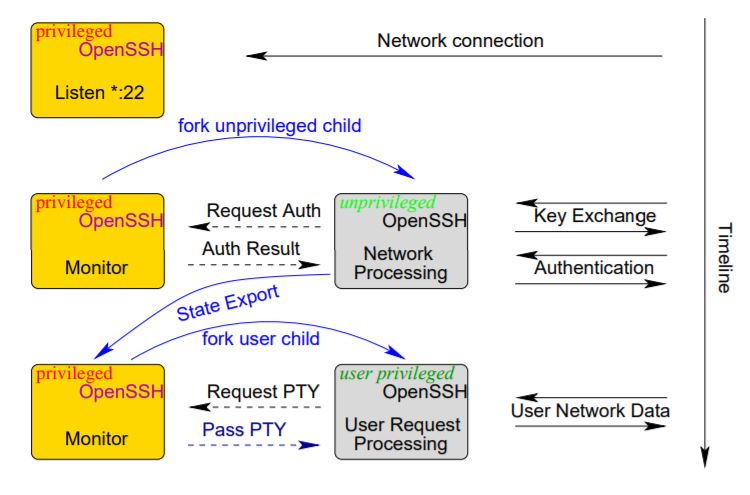 privileged
OpenSSH
Listen *:22
Network connection
fork unprivileged child
privileged
OpenSSH
Monitor
Request Auth
Auth Result
unprivileged
OpenSSH
Network
Processing
Key Exchange
Authentication
Timeline
State Export
fork user child
privileged
OpenSSH
Monitor
Request PTY
Pass PTY
user privileged
OpenSSH
User Request
Processing
User Network Data